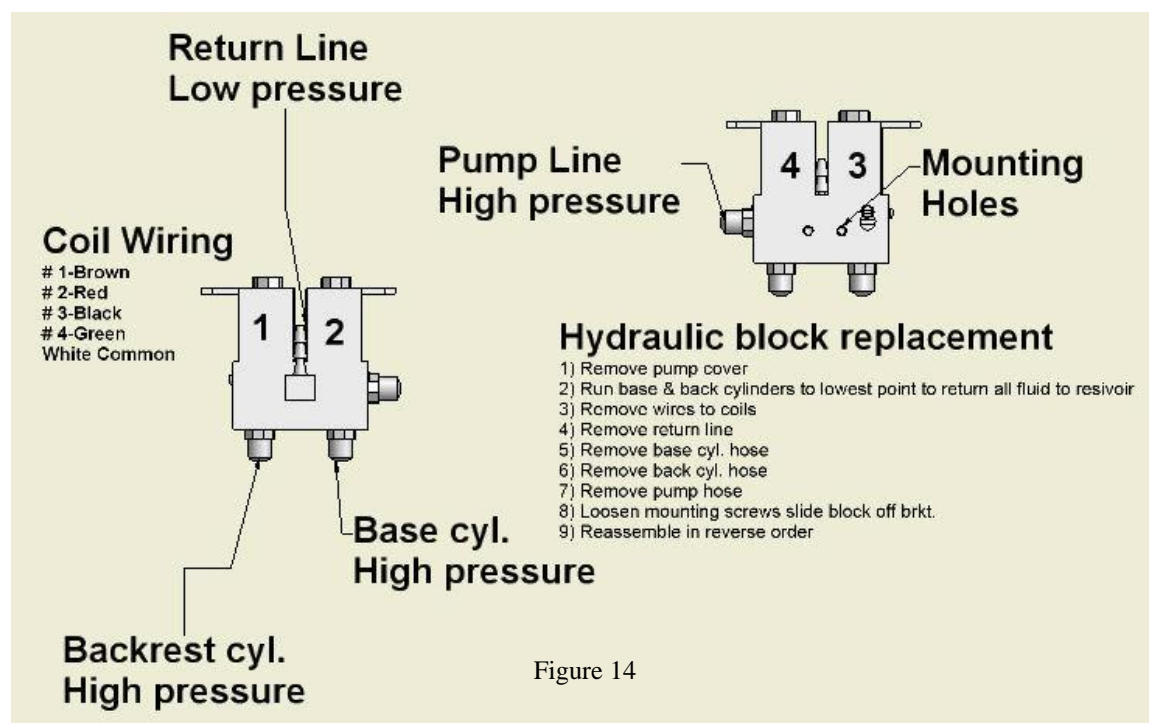 Return Line
Low pressure
Pump Line
High pressure
4
3
Mounting
Holes
Coil Wiring
# 1-Brown
# 2-Red
# 3-Black
# 4-Green
White Common
1
2
Hydraulic block replacement
1) Remove pump cover
2) Run base & back cylinders to lowest point to return all fluid to resivoir
3) Remove wires to coils
4) Remove return line
5) Remove base cyl. hose
6) Remove back cyl. hose
7) Remove pump hose
8) Loosen mounting screws slide block off brkt.
9) Reassemble in reverse order
Base cyl.
High pressure
Backrest cyl.
High pressure
Figure 14